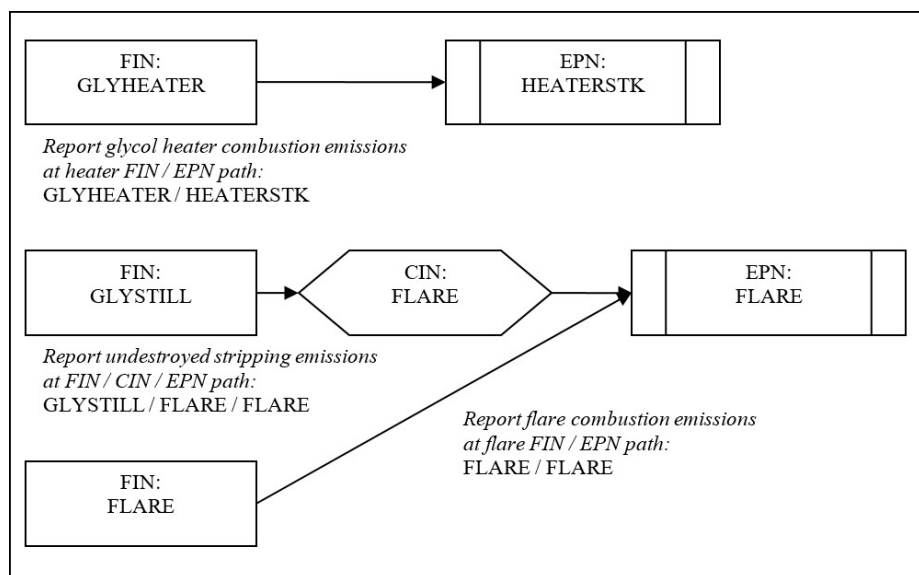 FIN:
GLYHEATER
EPN:
HEATERSTK
Report glycol heater combustion emissions
at heater FIN / EPN path:
GLYHEATER / HEATERSTK
FIN:
GLYSTILL
CIN:
FLARE
EPN:
FLARE
Report undestroyed stripping emissions
at FIN / CIN / EPN path:
GLYSTILL / FLARE / FLARE
Report flare combustion emissions
at flare FIN / EPN path:
FLARE / FLARE
FIN:
FLARE